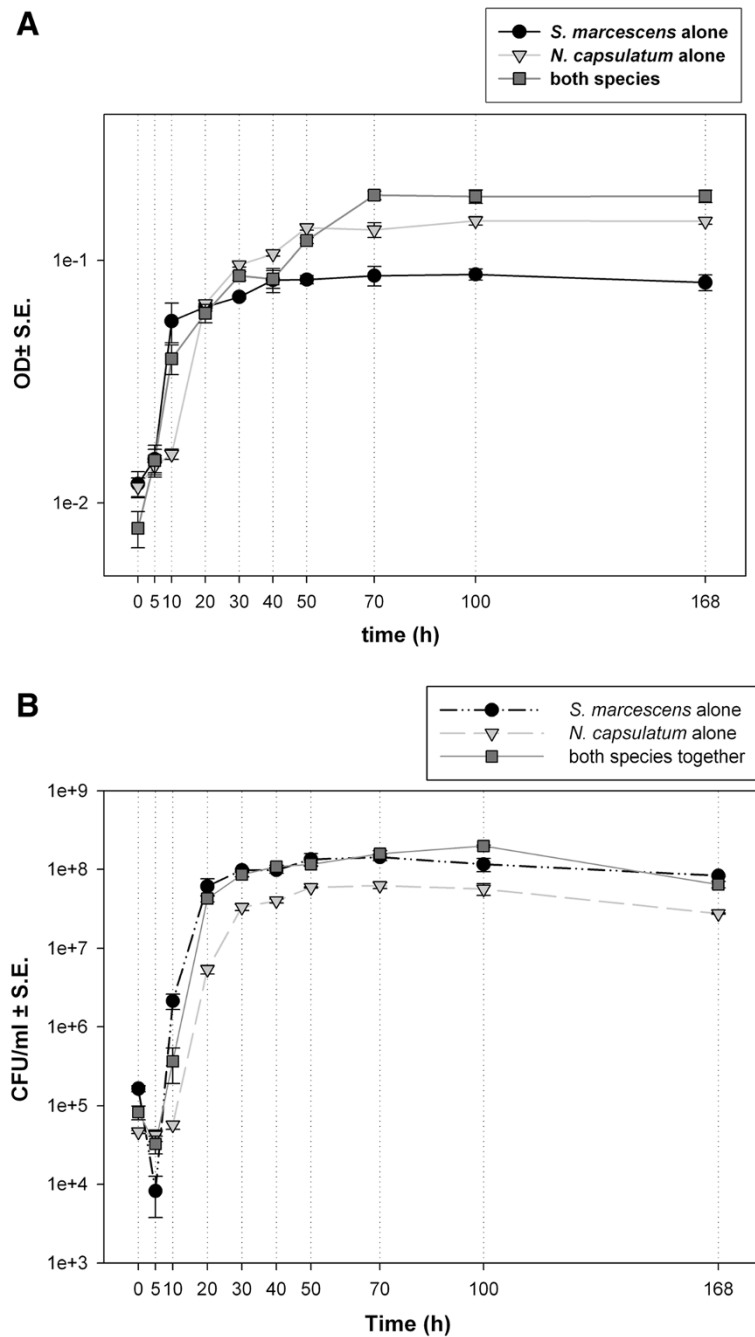 A
S. marcescens alone
N. capsulatum alone
both species
OD± S.E.
1e-1
1e-2
0 5 10 20 30 40 50 70 100 168
time (h)
B
S. marcescens alone
N. capsulatum alone
both species together
CFU/ml ± S.E.
1e+9
1e+8
1e+7
1e+6
1e+5
1e+4
1e+3
0 5 10 20 30 40 50 70 100 168
Time (h)